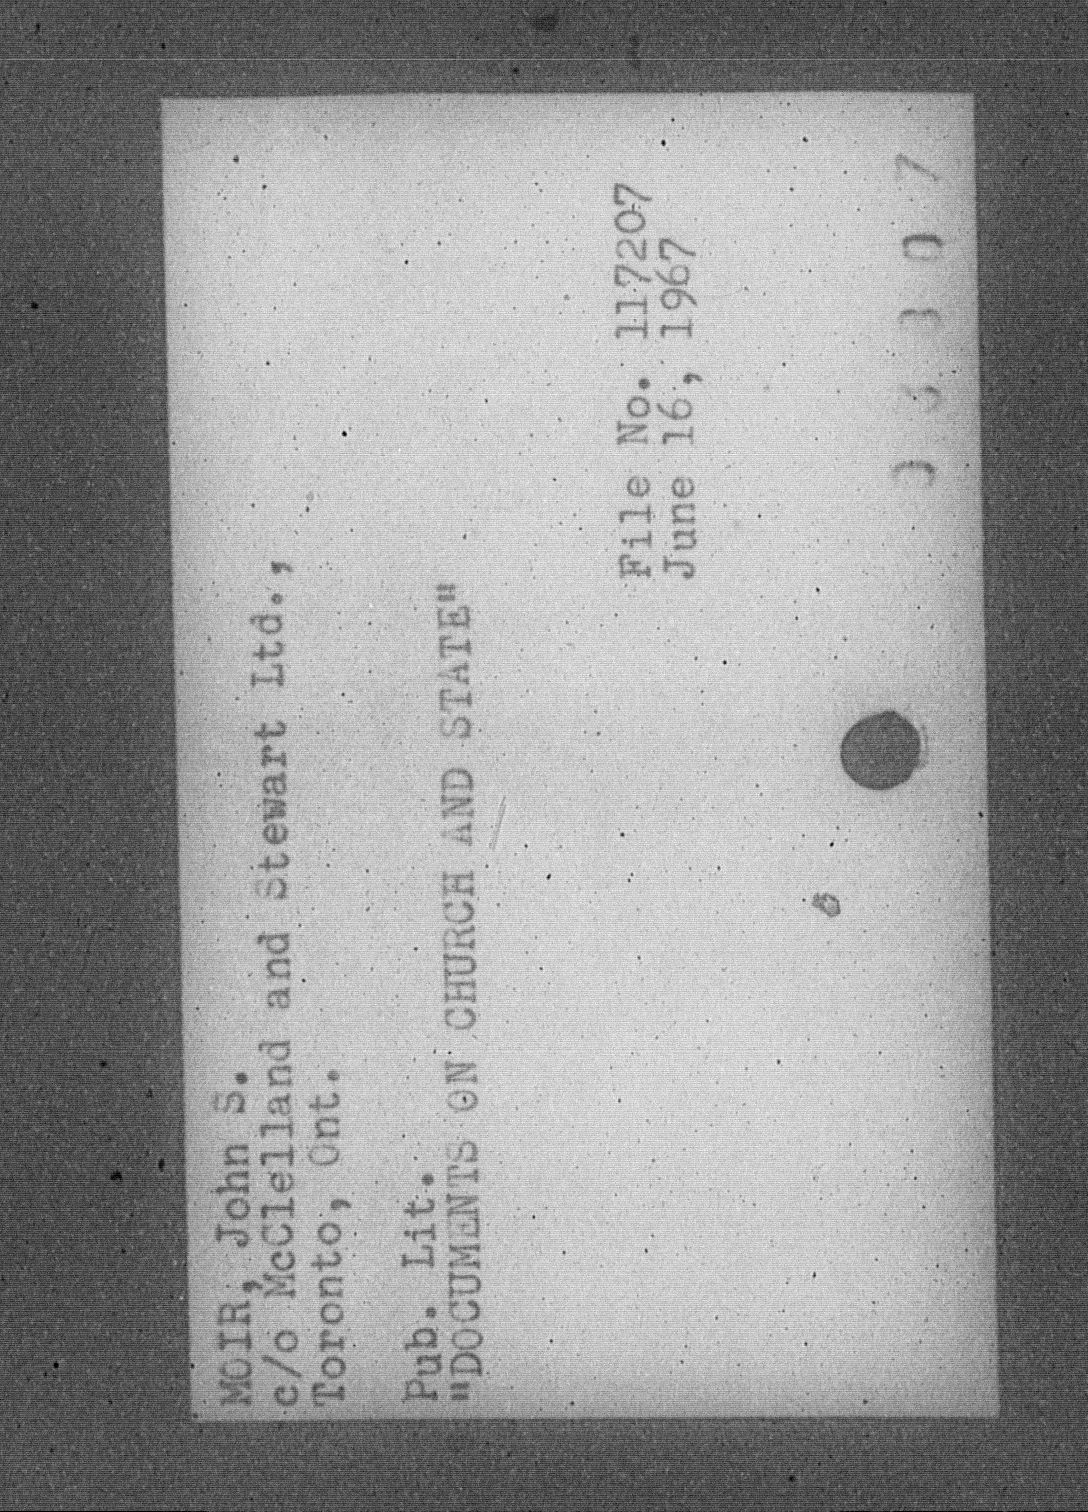 MOIR, John S.
c/o McClelland and Stewart Ltd.,
Toronto, Ont.
Pub. Lit.
"DOCUMENTS ON CHURCH AND STATE"
File No. 117207
June 16, 1967